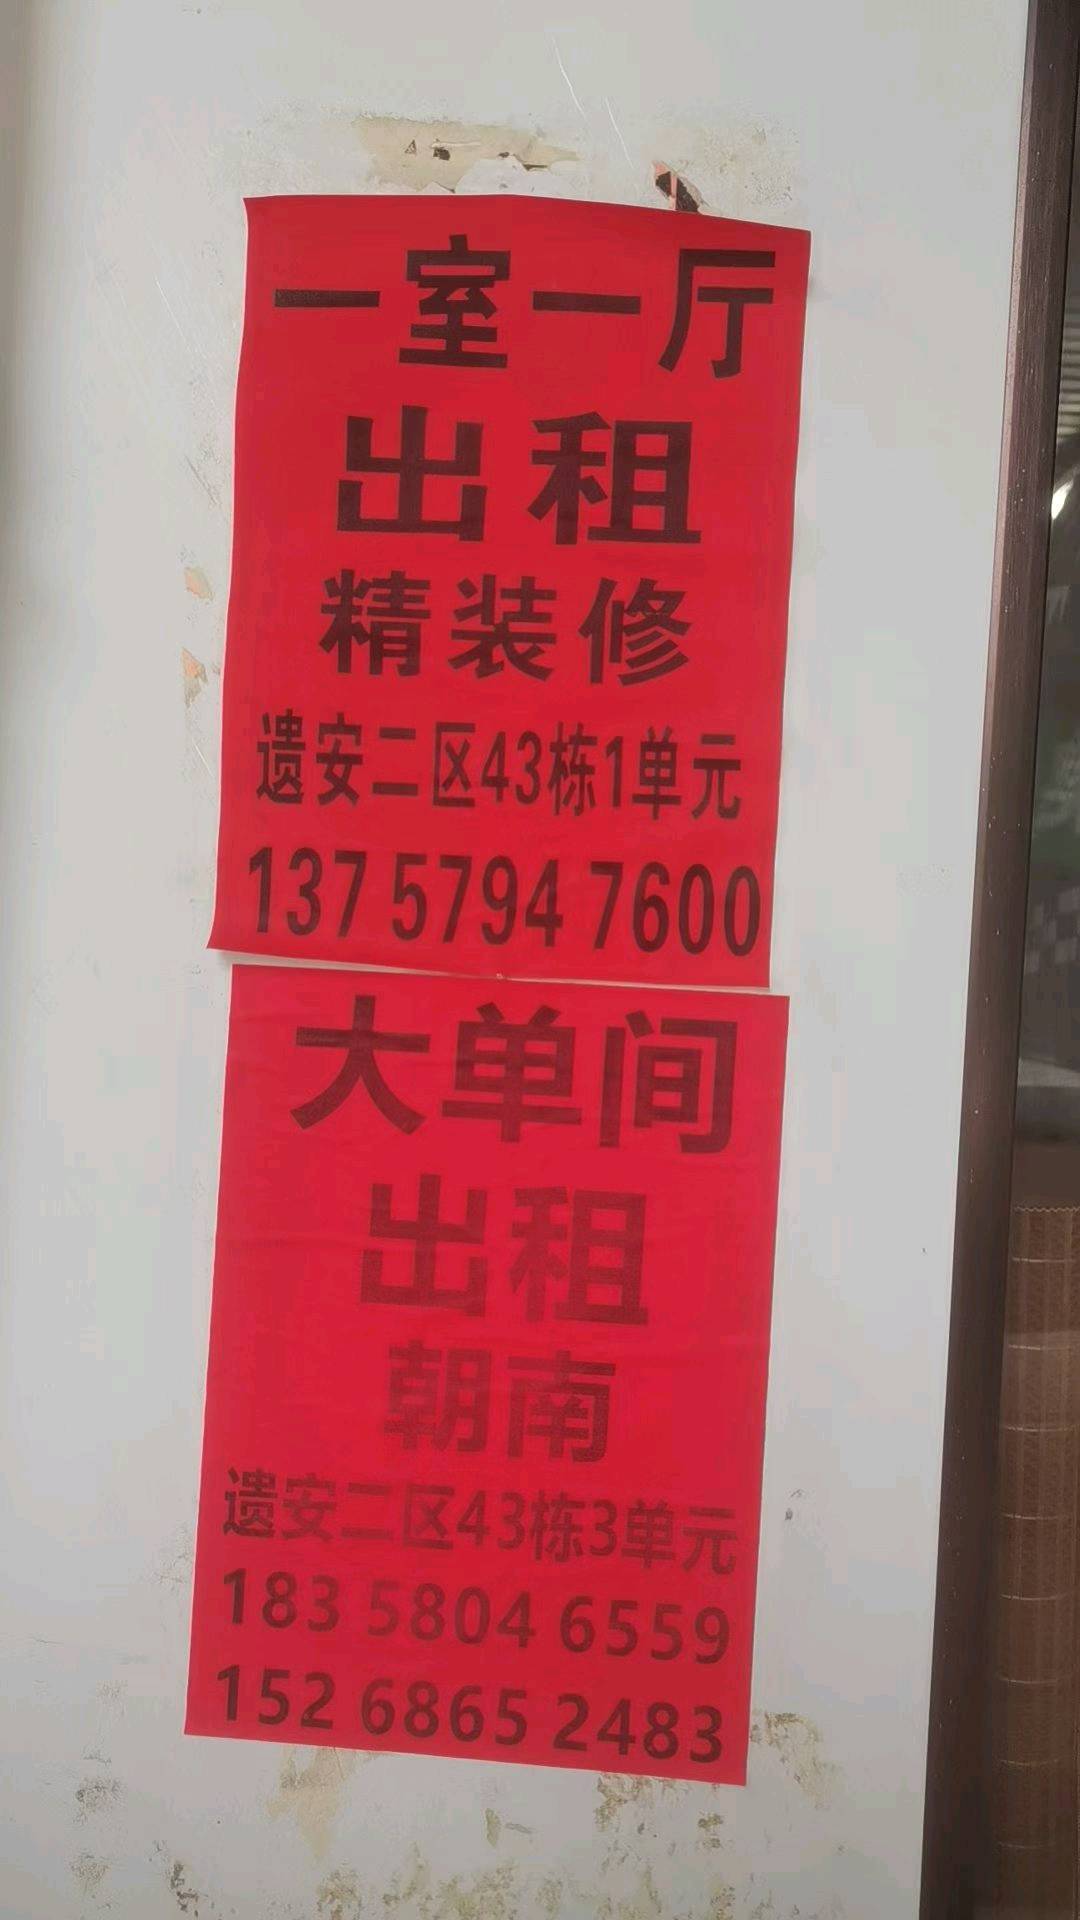 一室一厅
出租
精装修
遗安二区43栋1单元
137 5794 7600
大单间
出租
朝南
遗安二区43栋3单元
183 5804 6559
152 6865 2483